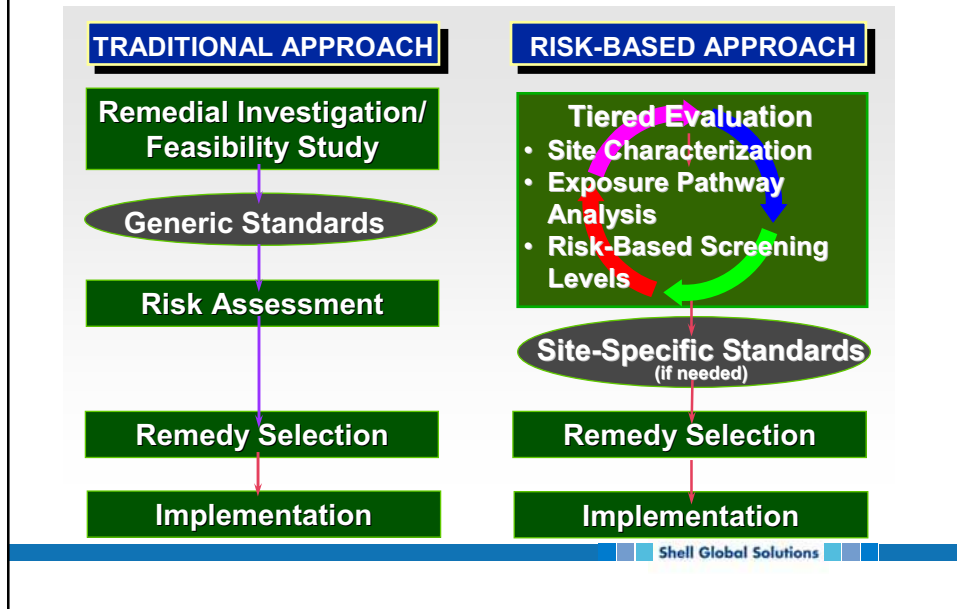 TRADITIONAL APPROACH
Remedial Investigation/
Feasibility Study
Generic Standards
Risk Assessment
Remedy Selection
Implementation
RISK-BASED APPROACH
Tiered Evaluation
• Site Characterization
• Exposure Pathway
Analysis
• Risk-Based Screening
Levels
Site-Specific Standards
(if needed)
Remedy Selection
Implementation
Shell Global Solutions